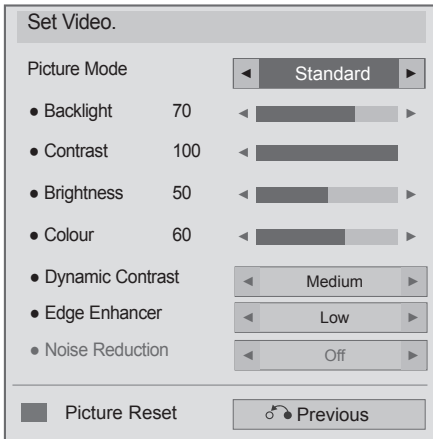 Set Video.
Picture Mode ◄ Standard ►
● Backlight 70 ◄ ►
● Contrast 100 ◄
● Brightness 50 ◄ ►
● Colour 60 ◄ ►
● Dynamic Contrast ◄ Medium ►
● Edge Enhancer ◄ Low ►
● Noise Reduction ◄ Off ►
Picture Reset Previous